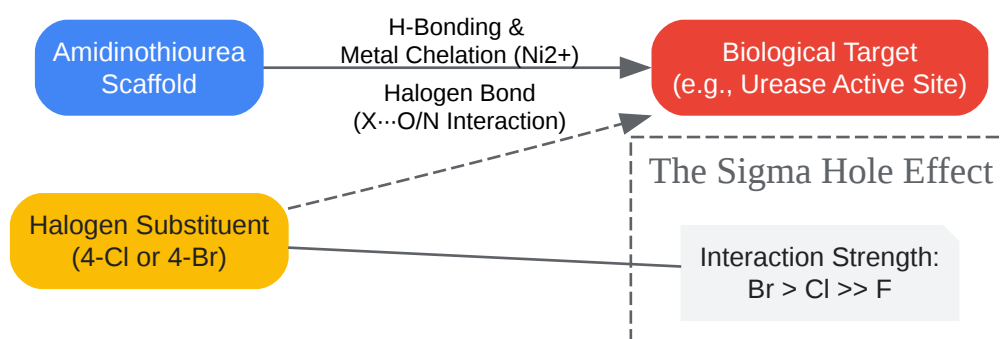 Amidinothiourea
Scaffold
H-Bonding &
Metal Chelation (Ni2+)
Biological Target
(e.g., Urease Active Site)
Halogen Bond
(X···O/N Interaction)
The Sigma Hole Effect
Halogen Substituent
(4-Cl or 4-Br)
Interaction Strength:
Br > Cl >> F